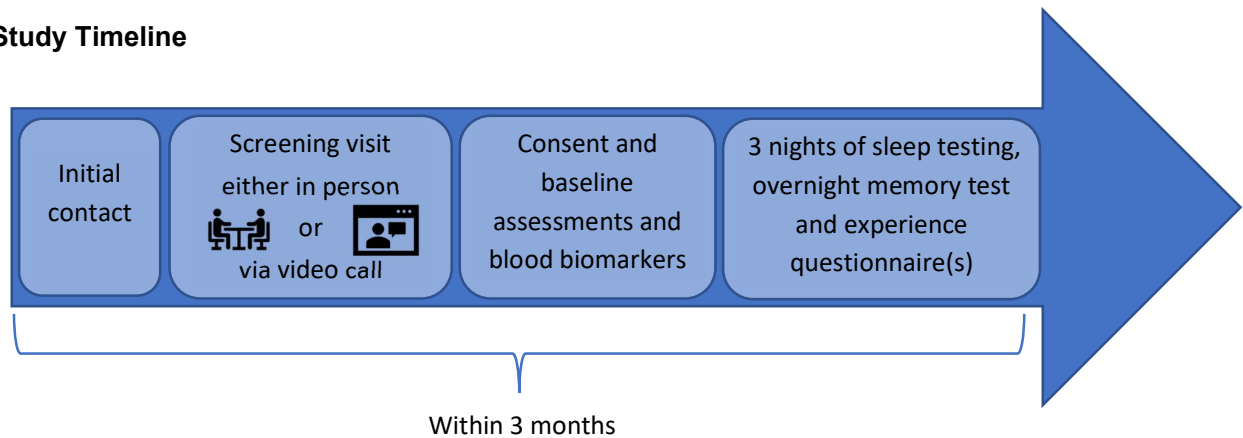 Study Timeline
Initial
contact
Screening visit
either in person
or
via video call
Consent and
baseline
assessments and
blood biomarkers
3 nights of sleep testing,
overnight memory test
and experience
questionnaire(s)
Within 3 months